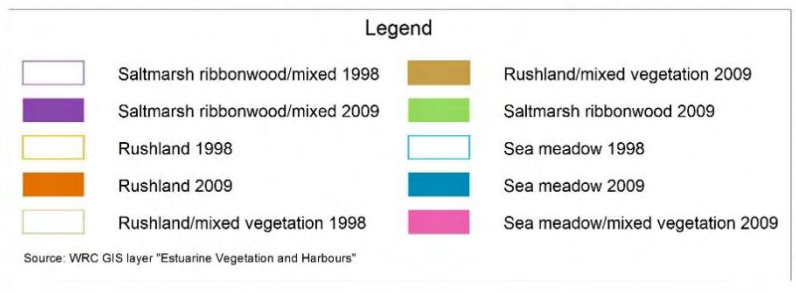 Legend
Saltmarsh ribbonwood/mixed 1998
Saltmarsh ribbonwood/mixed 2009
Rushland 1998
Rushland 2009
Rushland/mixed vegetation 1998
Rushland/mixed vegetation 2009
Saltmarsh ribbonwood 2009
Sea meadow 1998
Sea meadow 2009
Sea meadow/mixed vegetation 2009
Source: WRC GIS layer "Estuarine Vegetation and Harbours"